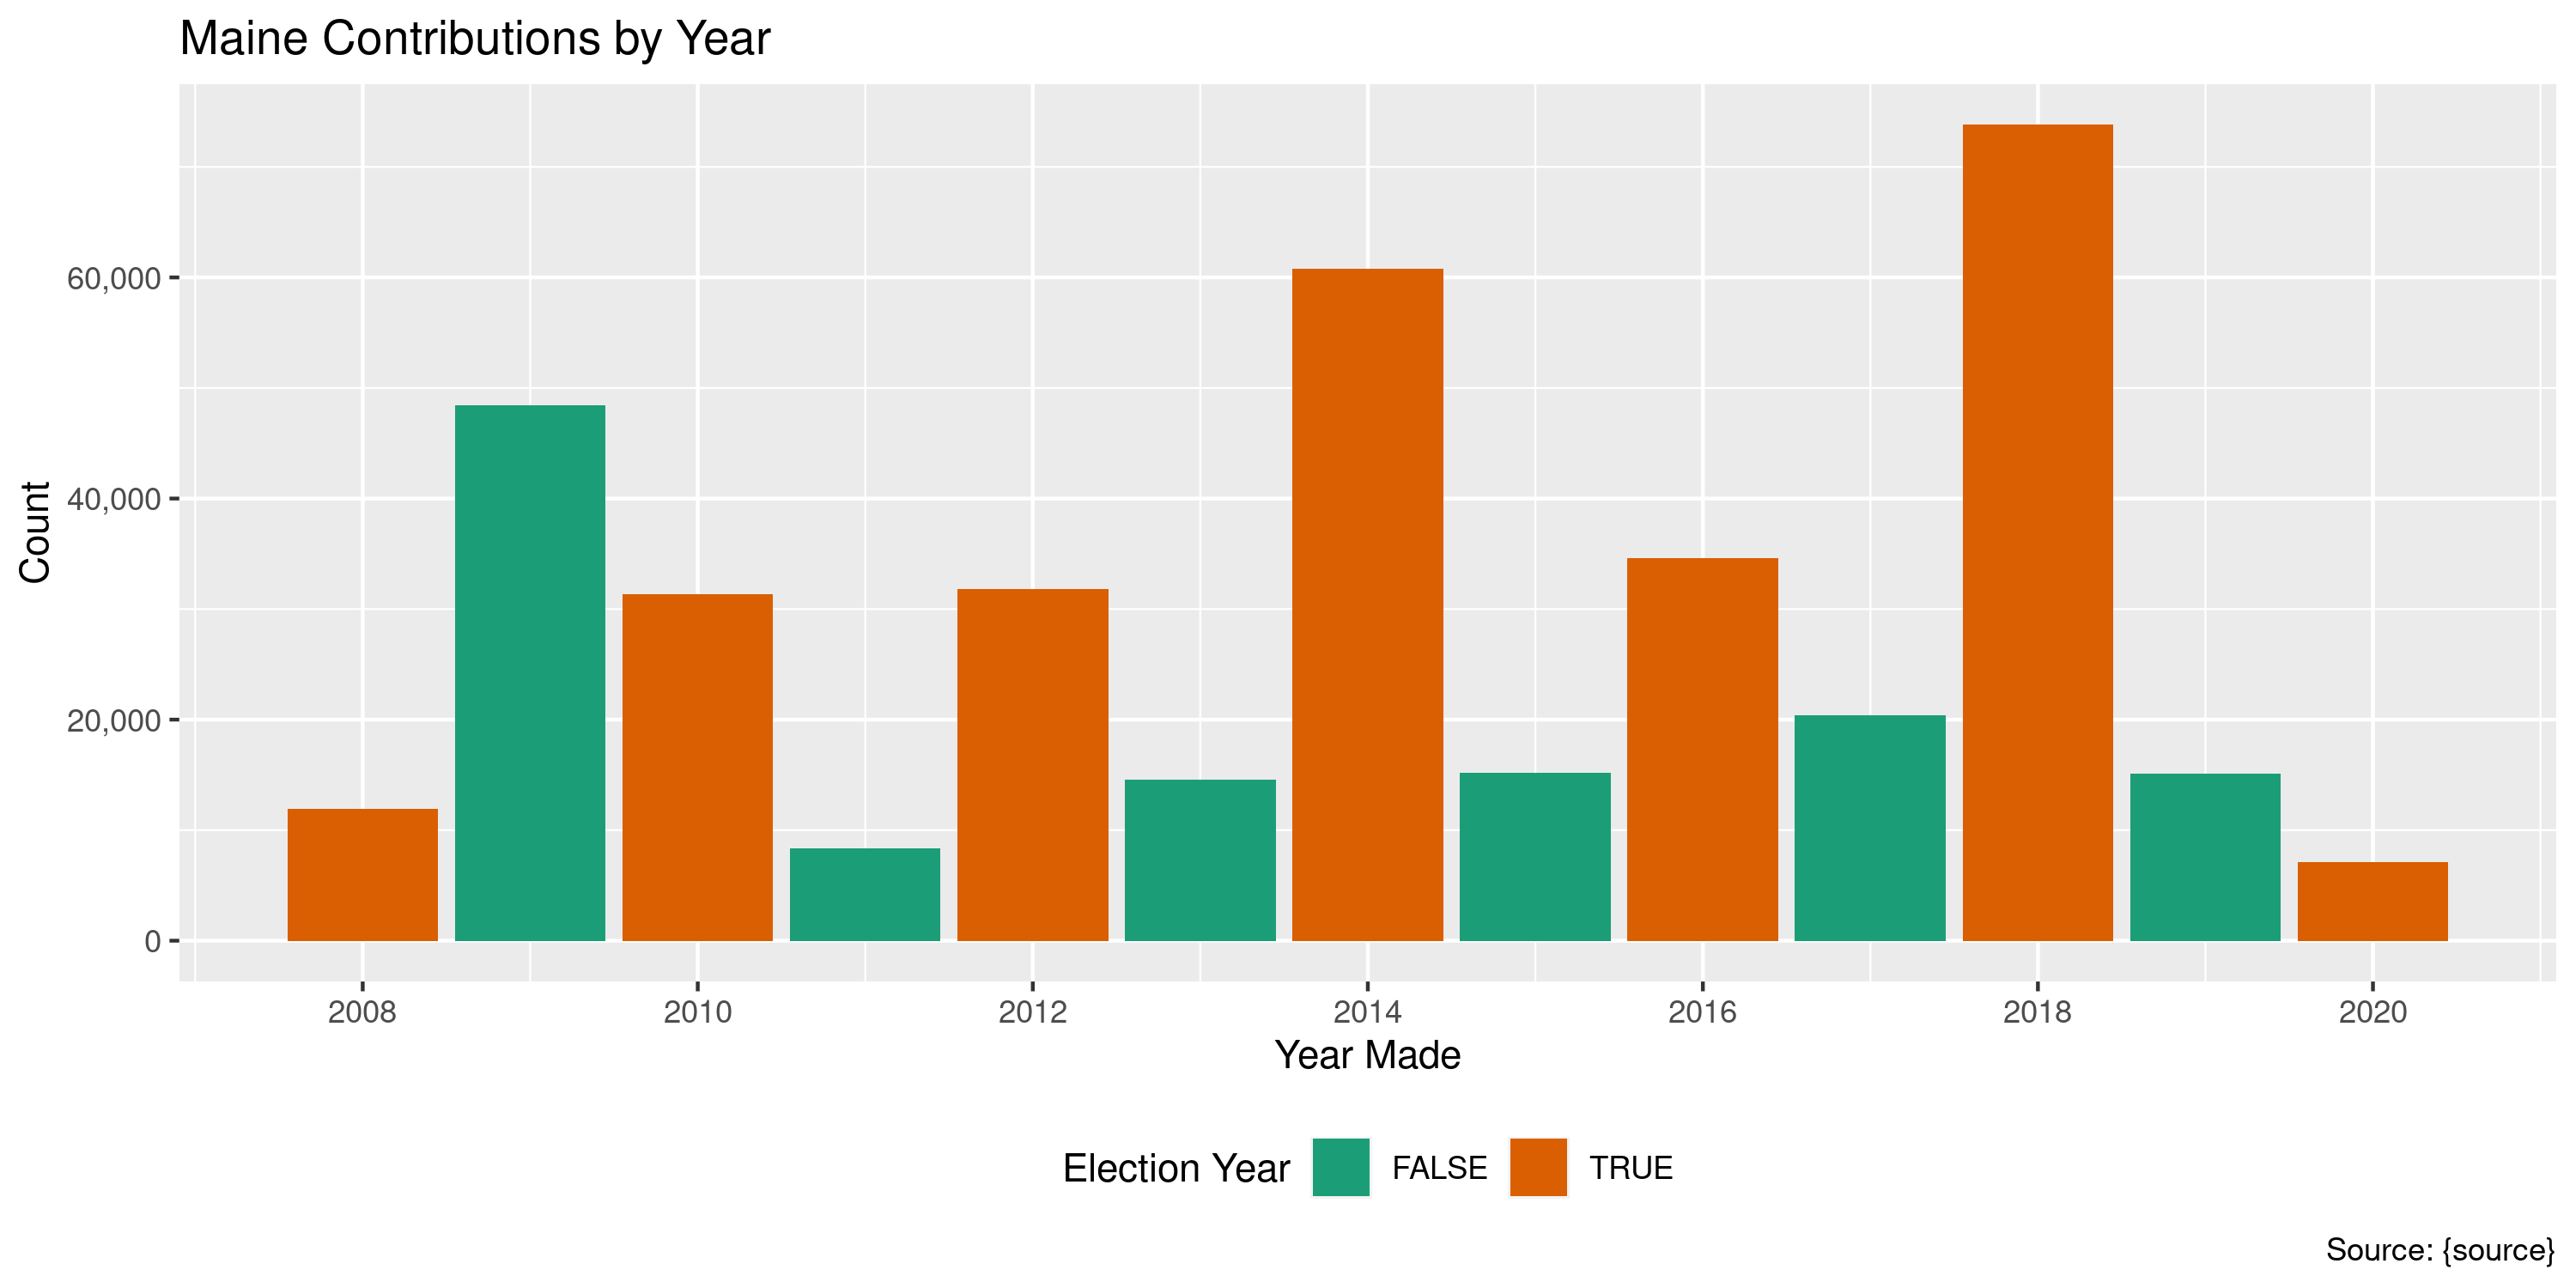 Maine Contributions by Year
Count
60,000
40,000
20,000
0
2008 2010 2012 2014 2016 2018 2020
Year Made
Election Year FALSE TRUE
Source: {source}